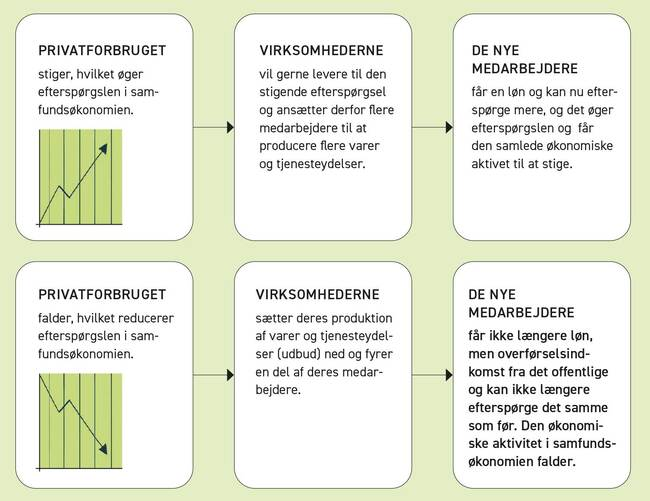 PRIVATFORBRUGET
stiger, hvilket øger
efterspørgslen i sam-
fundsøkonomien.
VIRKSOMHEDERNE
vil gerne levere til den
stigende efterspørgsel
og ansætter derfor flere
medarbejdere til at
producere flere varer
og tjenesteydelser.
DE NYE
MEDARBEJDERE
får en løn og kan nu efter-
spørge mere, og det øger
efterspørgslen og får
den samlede økonomiske
aktivet til at stige.
PRIVATFORBRUGET
falder, hvilket reducerer
efterspørgslen i sam-
fundsøkonomien.
VIRKSOMHEDERNE
sætter deres produktion
af varer og tjenesteydel-
ser (udbud) ned og fyrer
en del af deres medar-
bejdere.
DE NYE
MEDARBEJDERE
får ikke længere løn,
men overførselsind-
komst fra det offentlige
og kan ikke længere
efterspørge det samme
som før. Den økonomi-
ske aktivitet i samfunds-
økonomien falder.